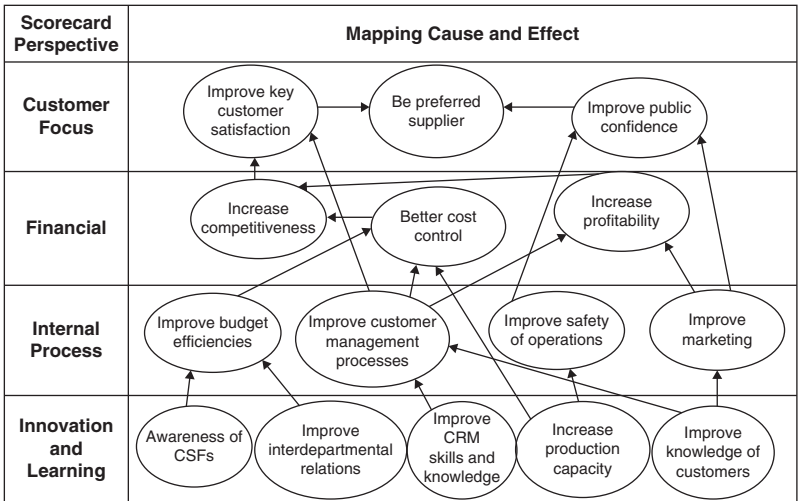 Scorecard
Perspective
Mapping Cause and Effect
Customer
Focus
Improve key
customer
satisfaction
Be preferred
supplier
Improve public
confidence
Financial
Increase
competitiveness
Better cost
control
Increase
profitability
Internal
Process
Improve budget
efficiencies
Improve customer
management
processes
Improve safety
of operations
Improve
marketing
Innovation
and
Learning
Awareness of
CSFs
Improve
interdepartmental
relations
Improve
CRM
skills and
knowledge
Increase
production
capacity
Improve
knowledge of
customers